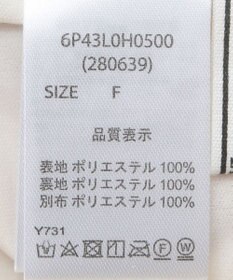 6P43L0H0500
(280639)
SIZE F
品質表示
表地 ポリエステル 100%
裏地 ポリエステル 100%
別布 ポリエステル 100%
Y731